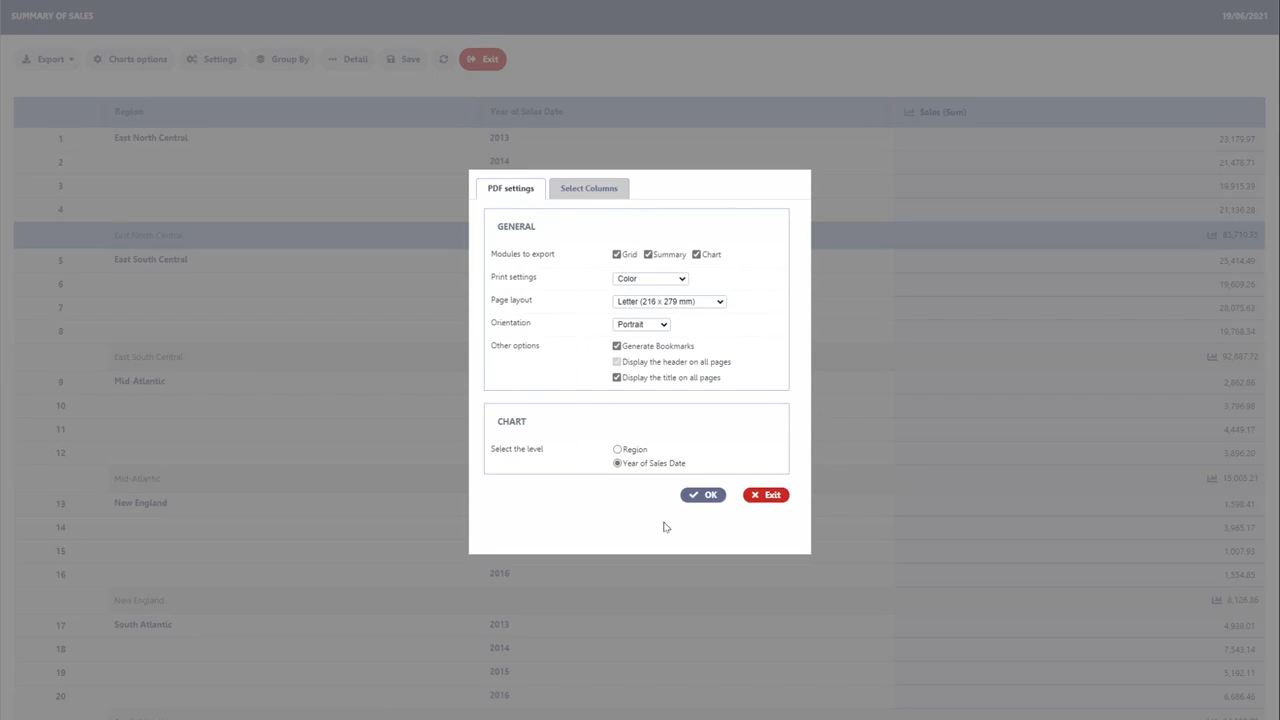 SUMMARY OF SALES 19/06/2021
Export Charts options Settings Group By Detail Save Exit
Region Year of Sales Date Sales (Sum)
1 East North Central 2013 23,179.97
2 2014 21,478.71
3 18,915.39
4 21,136.28
East North Central
5 East South Central 25,414.49
6 19,609.26
7 28,075.63
8 19,788.34
East South Central 92,887.72
9 Mid-Atlantic 2,862.86
10 3,796.98
11 4,449.17
12 3,896.20
Mid-Atlantic 15,005.21
13 New England 1,598.41
14 3,965.17
15 1,007.93
16 2016 1,554.85
New England 8,126.36
17 South Atlantic 2013 4,938.01
18 2014 7,543.14
19 2015 5,192.11
20 2016 6,686.46
PDF settings Select Columns
GENERAL
Modules to export Grid Summary Chart
Print settings Color
Page layout Letter (216 x 279 mm)
Orientation Portrait
Other options Generate Bookmarks
Display the header on all pages
Display the title on all pages
CHART
Select the level Region
Year of Sales Date
OK Exit